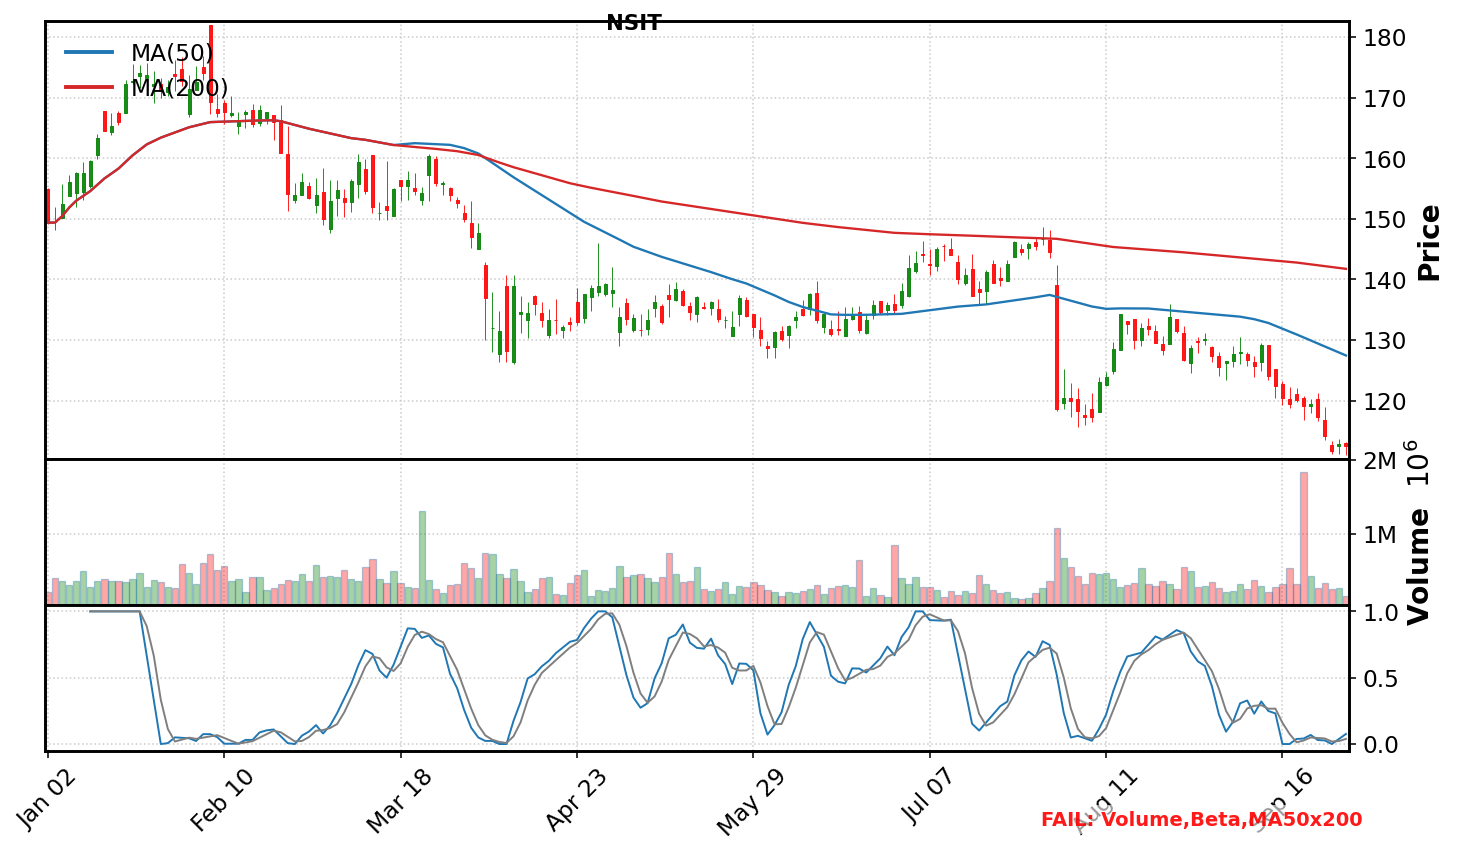 NSIT
MA(50)
MA(200)
180
170
160
150
140
130
120
Price
2M
1M
Volume 10^6
1.0
0.5
0.0
Jan 02
Feb 10
Mar 18
Apr 23
May 29
Jul 07
Aug 11
Sep 16
FAIL: Volume,Beta,MA50x200